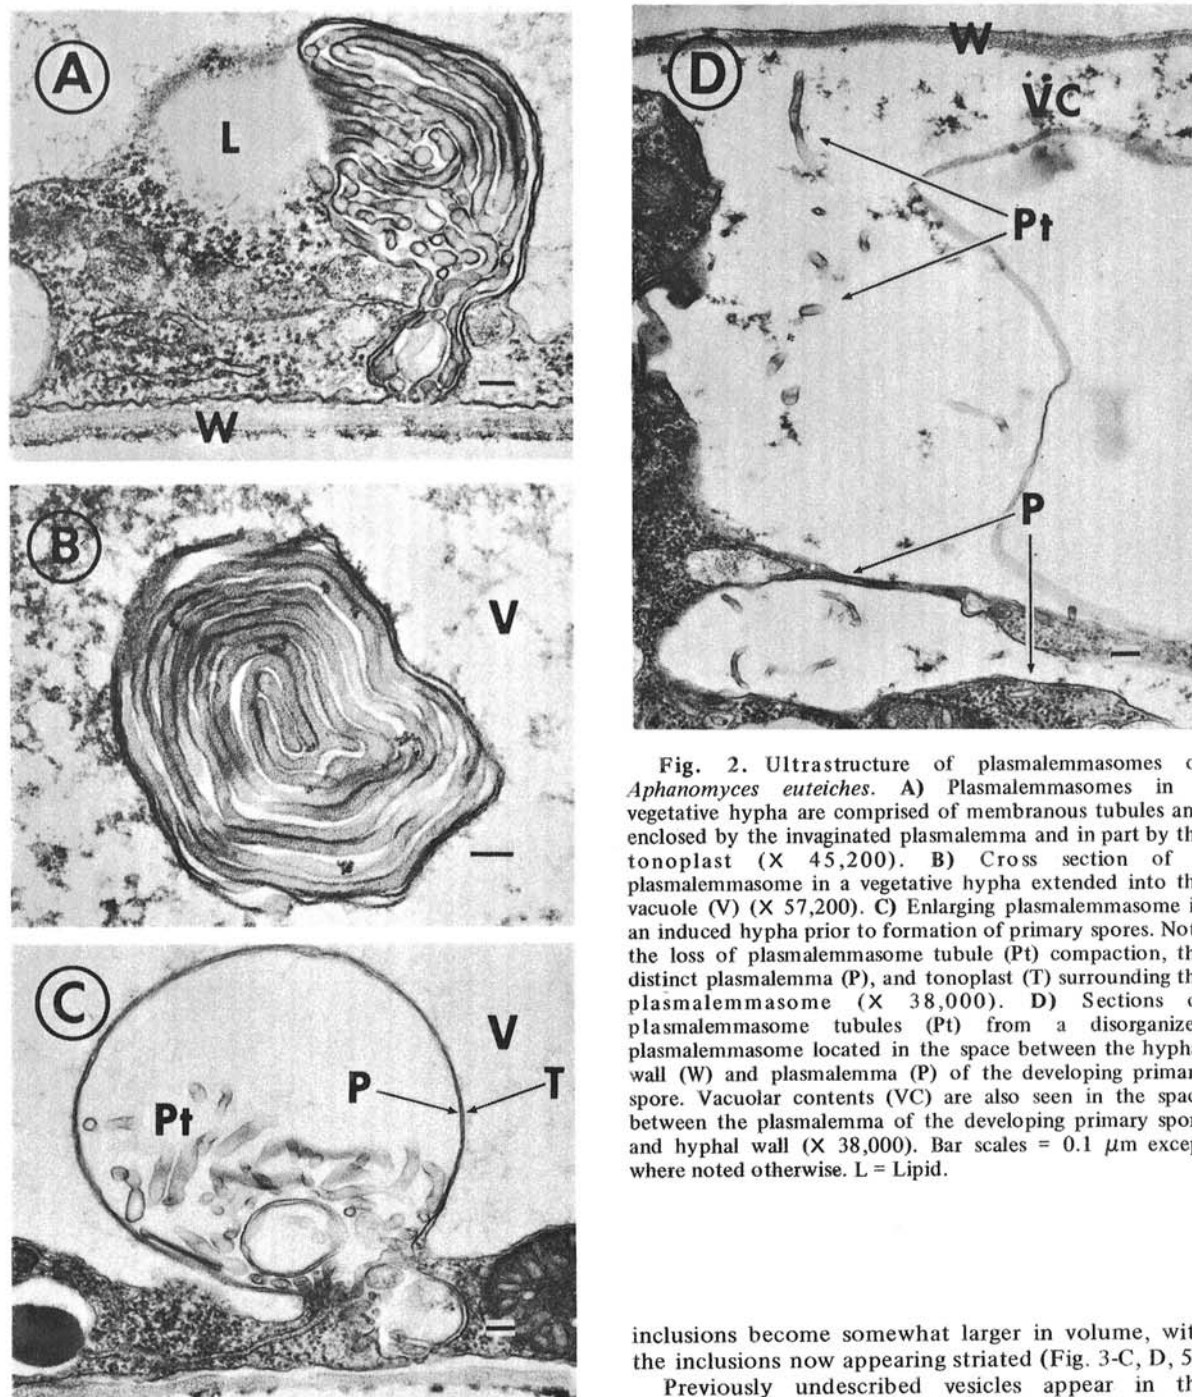 A
L
W
B
V
C
V
P
T
Pt
D
W
VC
Pt
P
Fig. 2. Ultrastructure of plasmalemmasomes o
Aphanomyces euteiches. A) Plasmalemmasomes in
vegetative hypha are comprised of membranous tubules an
enclosed by the invaginated plasmalemma and in part by th
tonoplast (X 45,200). B) Cross section of
plasmalemmasome in a vegetative hypha extended into th
vacuole (V) (X 57,200). C) Enlarging plasmalemmasome i
an induced hypha prior to formation of primary spores. Not
the loss of plasmalemmasome tubule (Pt) compaction, th
distinct plasmalemma (P), and tonoplast (T) surrounding th
plasmalemmasome (X 38,000). D) Sections o
plasmalemmasome tubules (Pt) from a disorganize
plasmalemmasome located in the space between the hypha
wall (W) and plasmalemma (P) of the developing primar
spore. Vacuolar contents (VC) are also seen in the spac
between the plasmalemma of the developing primary spor
and hyphal wall (X 38,000). Bar scales = 0.1 μm excep
where noted otherwise. L = Lipid.
inclusions become somewhat larger in volume, wit
the inclusions now appearing striated (Fig. 3-C, D, 5
Previously undescribed vesicles appear in th